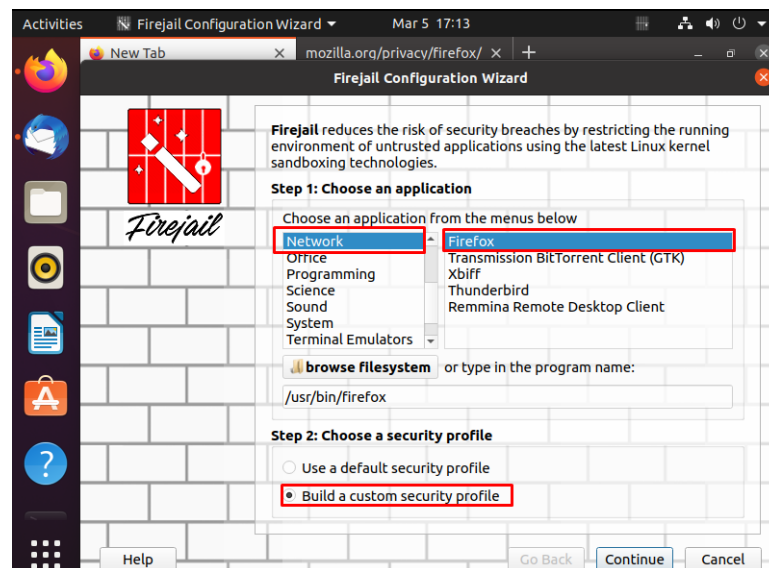 Activities Firejail Configuration Wizard Mar 5 17:13
New Tab mozilla.org/privacy/firefox/
Firejail Configuration Wizard
Firejail reduces the risk of security breaches by restricting the running
environment of untrusted applications using the latest Linux kernel
sandboxing technologies.
Step 1: Choose an application
Firejail
Choose an application from the menus below
Network Firefox
Office Transmission BitTorrent Client (GTK)
Programming Xbiff
Science Thunderbird
Sound Remmina Remote Desktop Client
System
Terminal Emulators
browse filesystem or type in the program name:
/usr/bin/firefox
Step 2: Choose a security profile
Use a default security profile
Build a custom security profile
Help Go Back Continue Cancel